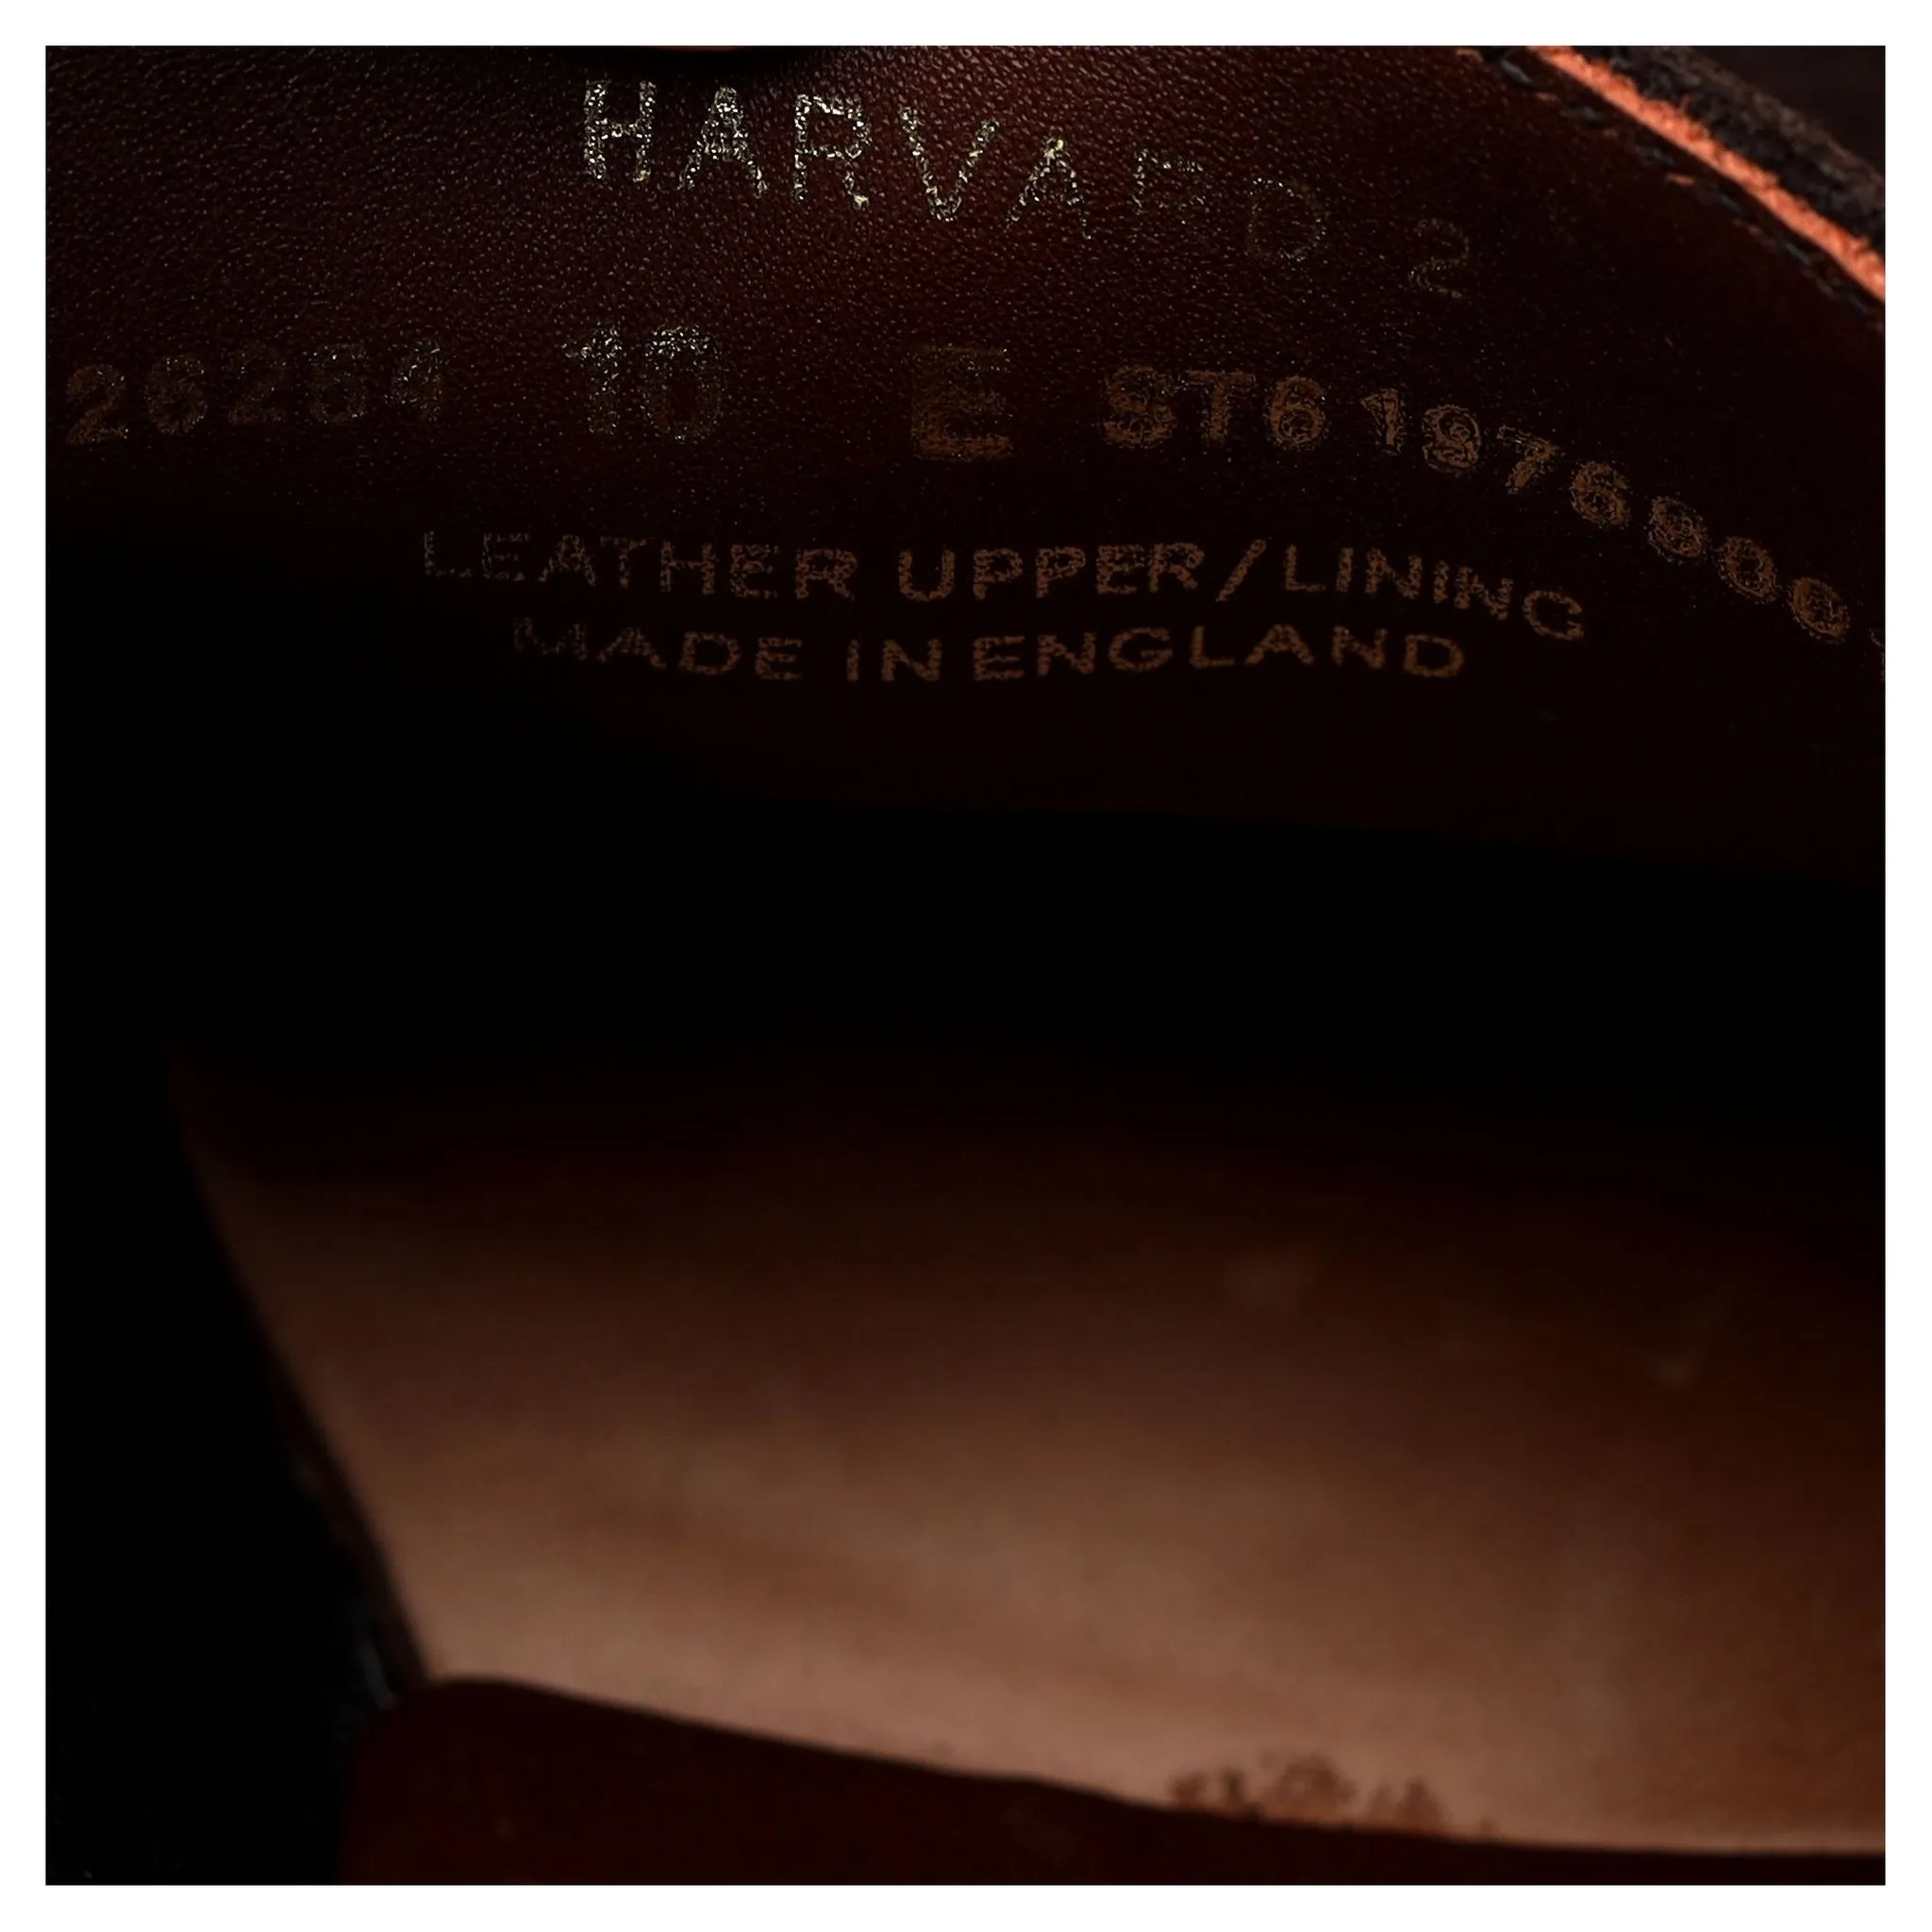 HARVARD 2
26254 10 E
LEATHER UPPER/LINING
MADE IN ENGLAND